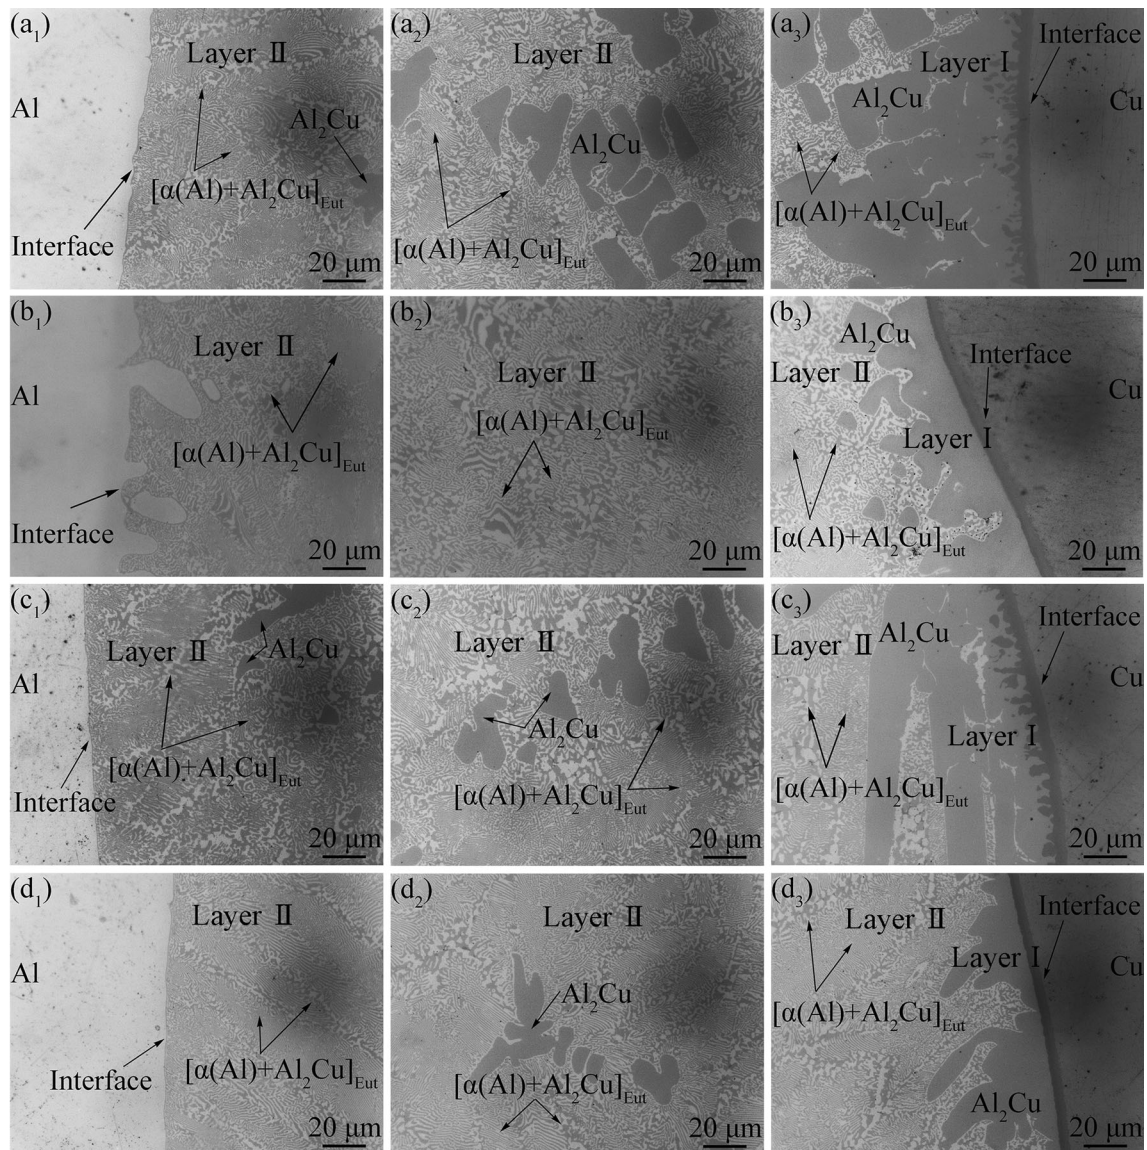 (a₁)
Layer Ⅱ
Al
Al₂Cu
[α(Al)+Al₂Cu]Eut
Interface
20 μm
(a₂)
Layer Ⅱ
Al₂Cu
[α(Al)+Al₂Cu]Eut
20 μm
(a₃)
Interface
Layer Ⅰ
Al₂Cu
Cu
[α(Al)+Al₂Cu]Eut
20 μm
(b₁)
Layer Ⅱ
Al
[α(Al)+Al₂Cu]Eut
Interface
20 μm
(b₂)
Layer Ⅱ
[α(Al)+Al₂Cu]Eut
20 μm
(b₃)
Al₂Cu
Interface
Layer Ⅱ
Cu
Layer Ⅰ
[α(Al)+Al₂Cu]Eut
20 μm
(c₁)
Layer Ⅱ
Al₂Cu
Al
[α(Al)+Al₂Cu]Eut
Interface
20 μm
(c₂)
Layer Ⅱ
Al₂Cu
[α(Al)+Al₂Cu]Eut
20 μm
(c₃)
Interface
Al₂Cu
Layer Ⅱ
Cu
Layer Ⅰ
[α(Al)+Al₂Cu]Eut
20 μm
(d₁)
Layer Ⅱ
Al
[α(Al)+Al₂Cu]Eut
Interface
20 μm
(d₂)
Layer Ⅱ
Al₂Cu
[α(Al)+Al₂Cu]Eut
20 μm
(d₃)
Interface
Layer Ⅱ
Layer Ⅰ
Cu
[α(Al)+Al₂Cu]Eut
Al₂Cu
20 μm